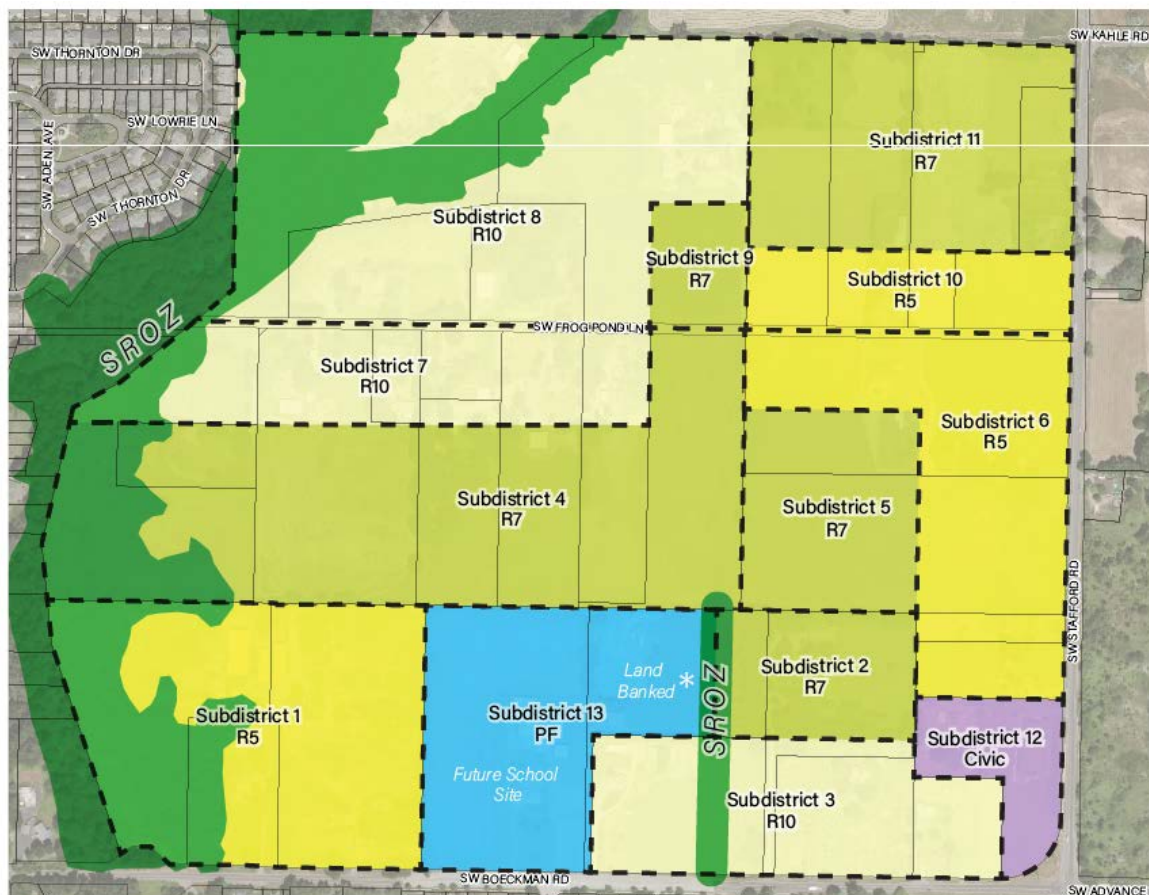 SW KAHLE RD
SW THORNTON DR
SW LOWRIE LN
SW ADEN AVE
SW THORNTON DR
Subdistrict 11
R7
Subdistrict 8
R10
Subdistrict 9
R7
Subdistrict 10
R5
SROZ
SW FROG POND LN
Subdistrict 7
R10
Subdistrict 6
R5
Subdistrict 4
R7
Subdistrict 5
R7
SW STAFFORD RD
Land
Banked *
SROZ
Subdistrict 2
R7
Subdistrict 1
R5
Subdistrict 13
PF
Future School
Site
Subdistrict 12
Civic
Subdistrict 3
R10
SW BOECKMAN RD
SW ADVANCE